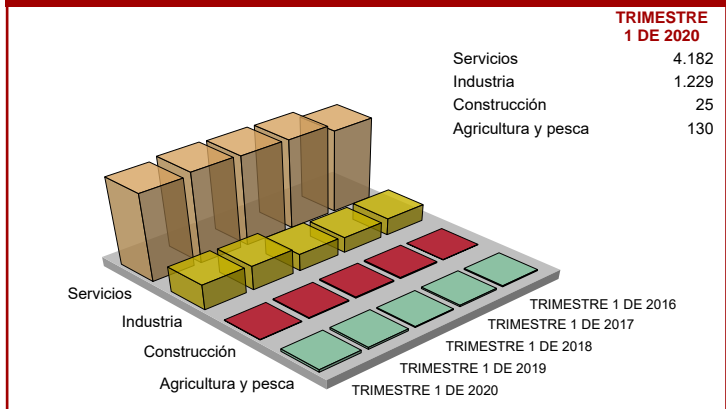 TRIMESTRE
1 DE 2020
Servicios 4.182
Industria 1.229
Construcción 25
Agricultura y pesca 130
Servicios
Industria
Construcción
Agricultura y pesca
TRIMESTRE 1 DE 2016
TRIMESTRE 1 DE 2017
TRIMESTRE 1 DE 2018
TRIMESTRE 1 DE 2019
TRIMESTRE 1 DE 2020